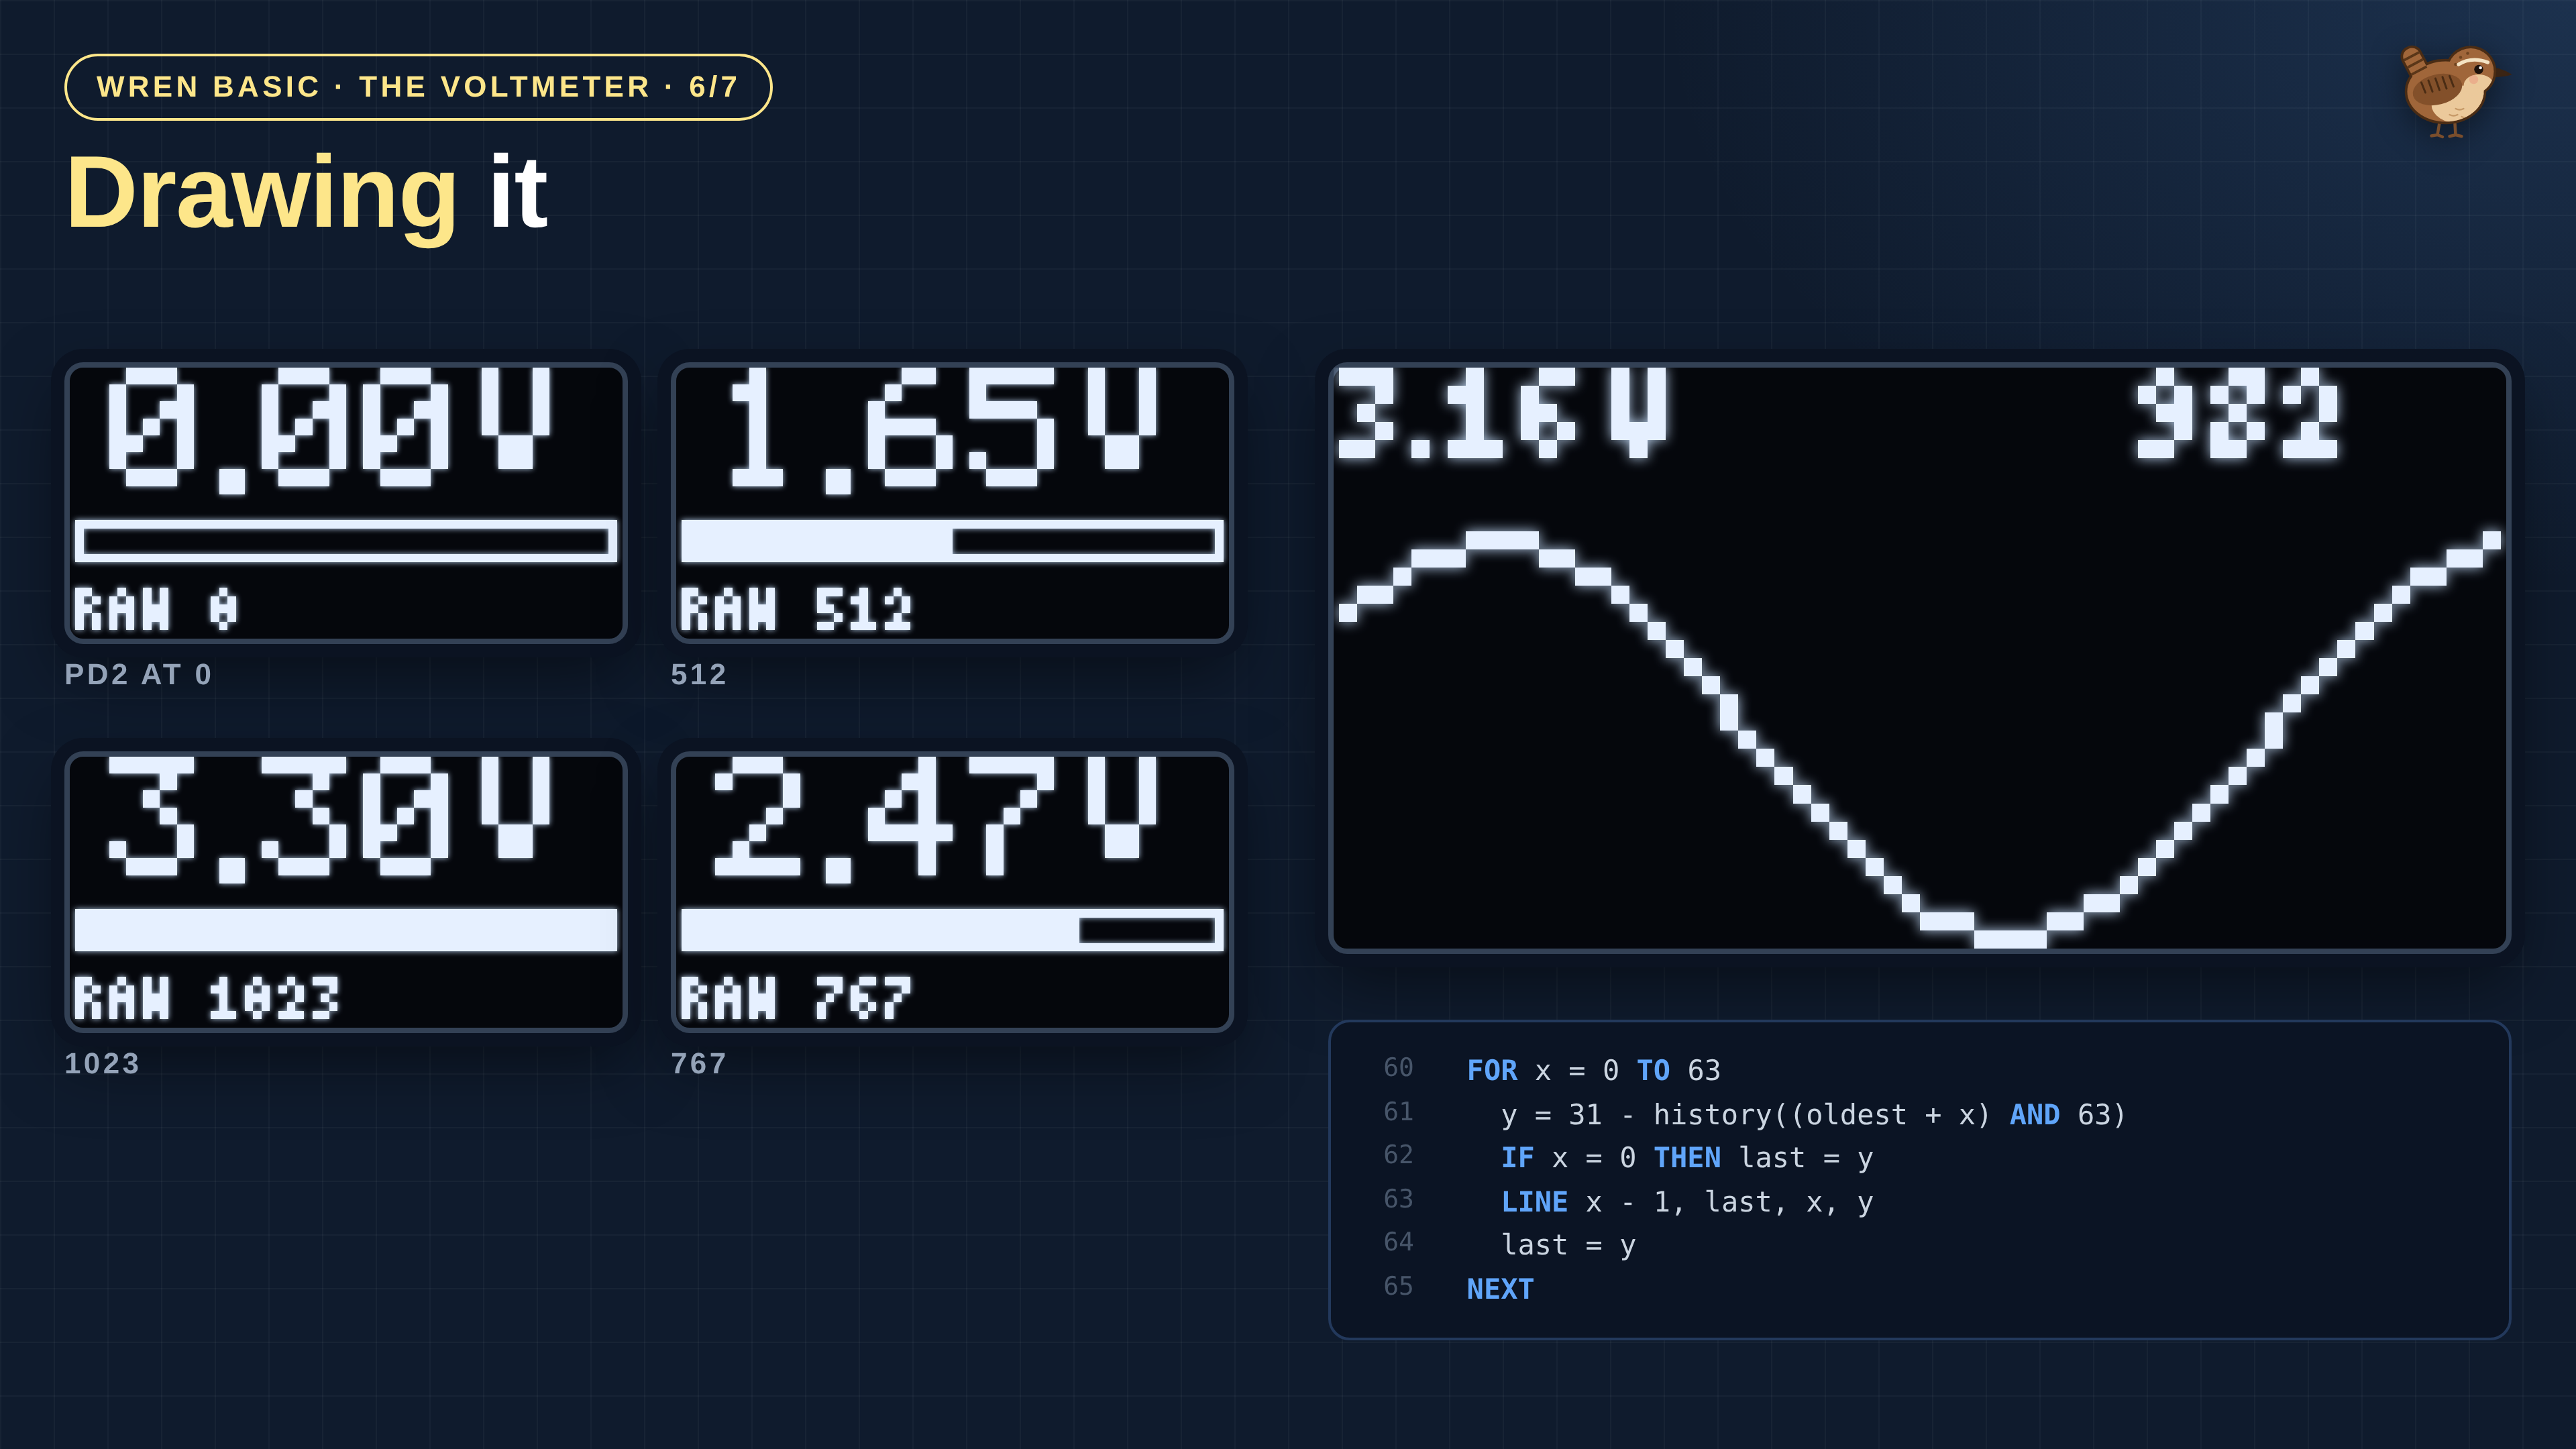 WREN BASIC · THE VOLTMETER · 6/7
Drawing it
0.00V
RAW 0
PD2 AT 0
1.65V
RAW 512
512
3.30V
RAW 1023
1023
2.47V
RAW 767
767
3.16 V 982
60 FOR x = 0 TO 63
61 y = 31 - history((oldest + x) AND 63)
62 IF x = 0 THEN last = y
63 LINE x - 1, last, x, y
64 last = y
65 NEXT